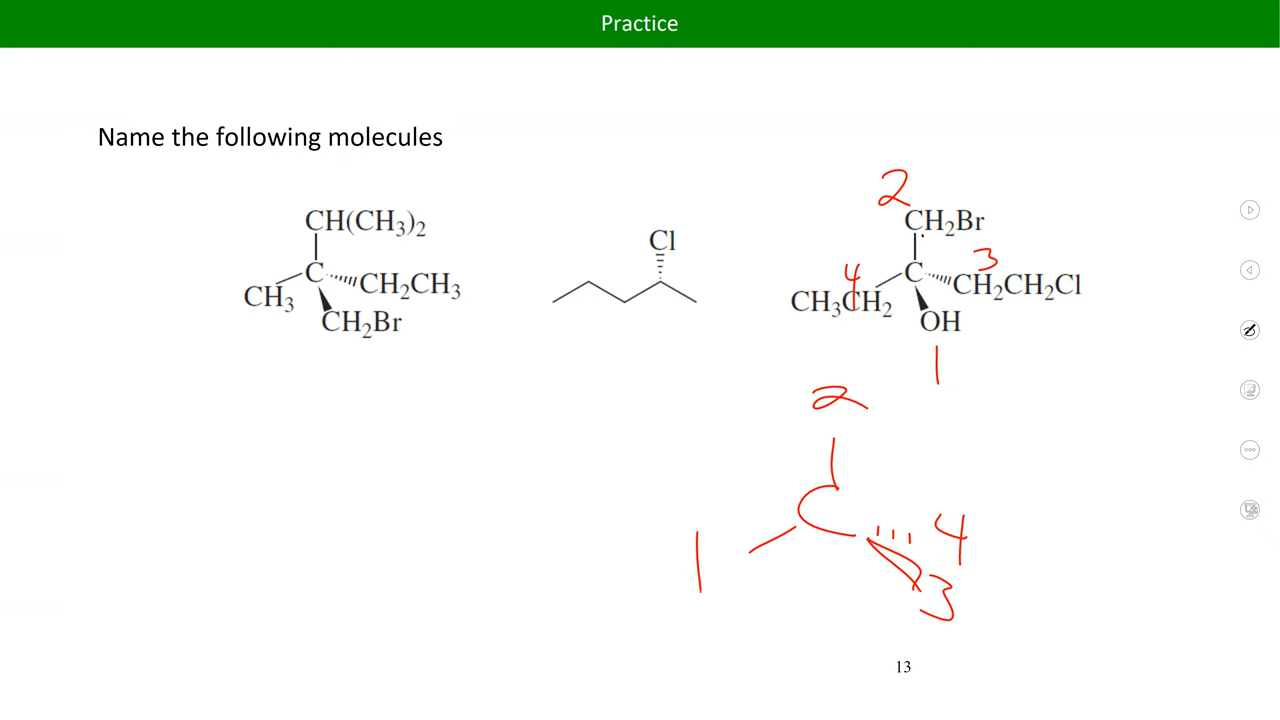 Practice
Name the following molecules
CH(CH₃)₂
C
CH₂CH₃
CH₃
CH₂Br
Cl
2
CH₂Br
3
4
C
CH₂CH₂Cl
CH₃CH₂
OH
1
2
C
4
1
3
13